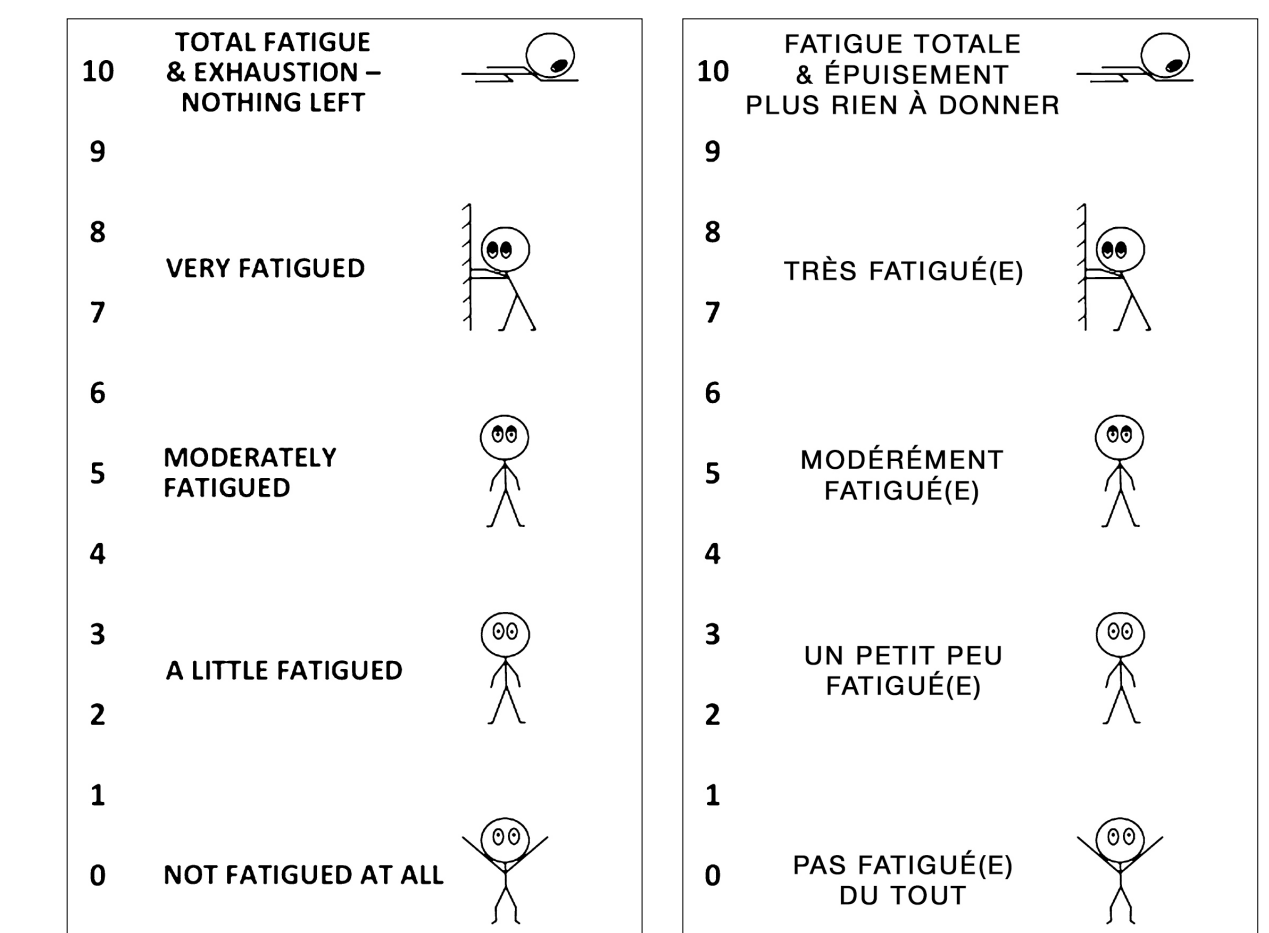 10
TOTAL FATIGUE
& EXHAUSTION –
NOTHING LEFT
9
8
VERY FATIGUED
7
6
5
MODERATELY
FATIGUED
4
3
A LITTLE FATIGUED
2
1
0
NOT FATIGUED AT ALL
10
FATIGUE TOTALE
& ÉPUISEMENT
PLUS RIEN À DONNER
9
8
TRÈS FATIGUÉ(E)
7
6
5
MODÉRÉMENT
FATIGUÉ(E)
4
3
UN PETIT PEU
FATIGUÉ(E)
2
1
0
PAS FATIGUÉ(E)
DU TOUT